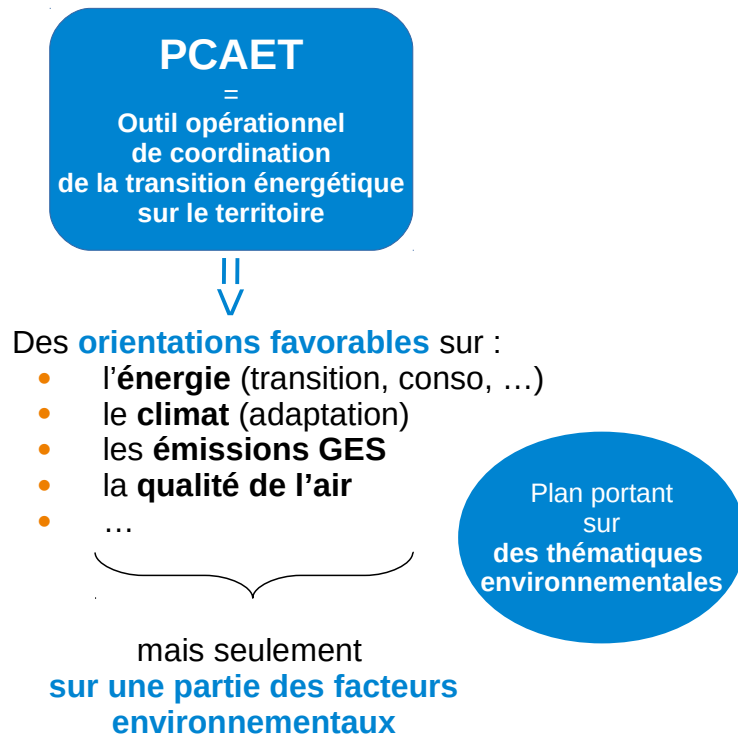 PCAET
=
Outil opérationnel
de coordination
de la transition énergétique
sur le territoire
=>
Des orientations favorables sur :
• l’énergie (transition, conso, …)
• le climat (adaptation)
• les émissions GES
• la qualité de l’air
• …
Plan portant
sur
des thématiques
environnementales
mais seulement
sur une partie des facteurs
environnementaux